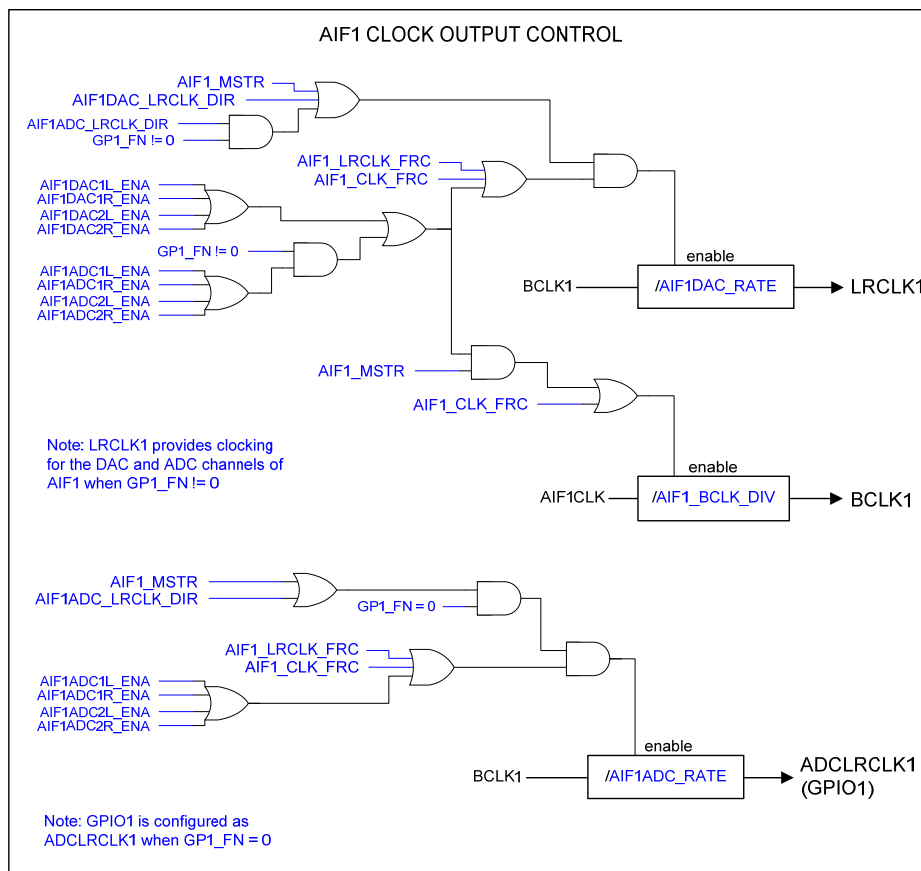 AIF1 CLOCK OUTPUT CONTROL
AIF1_MSTR
AIF1DAC_LRCLK_DIR
AIF1ADC_LRCLK_DIR
GP1_FN != 0
AIF1_LRCLK_FRC
AIF1_CLK_FRC
AIF1DAC1L_ENA
AIF1DAC1R_ENA
AIF1DAC2L_ENA
AIF1DAC2R_ENA
GP1_FN != 0
AIF1ADC1L_ENA
AIF1ADC1R_ENA
AIF1ADC2L_ENA
AIF1ADC2R_ENA
enable
BCLK1
/AIF1DAC_RATE
LRCLK1
AIF1_MSTR
AIF1_CLK_FRC
Note: LRCLK1 provides clocking
for the DAC and ADC channels of
AIF1 when GP1_FN != 0
enable
AIF1CLK
/AIF1_BCLK_DIV
BCLK1
AIF1_MSTR
AIF1ADC_LRCLK_DIR
GP1_FN = 0
AIF1_LRCLK_FRC
AIF1_CLK_FRC
AIF1ADC1L_ENA
AIF1ADC1R_ENA
AIF1ADC2L_ENA
AIF1ADC2R_ENA
enable
BCLK1
/AIF1ADC_RATE
ADCLRCLK1
(GPIO1)
Note: GPIO1 is configured as
ADCLRCLK1 when GP1_FN = 0